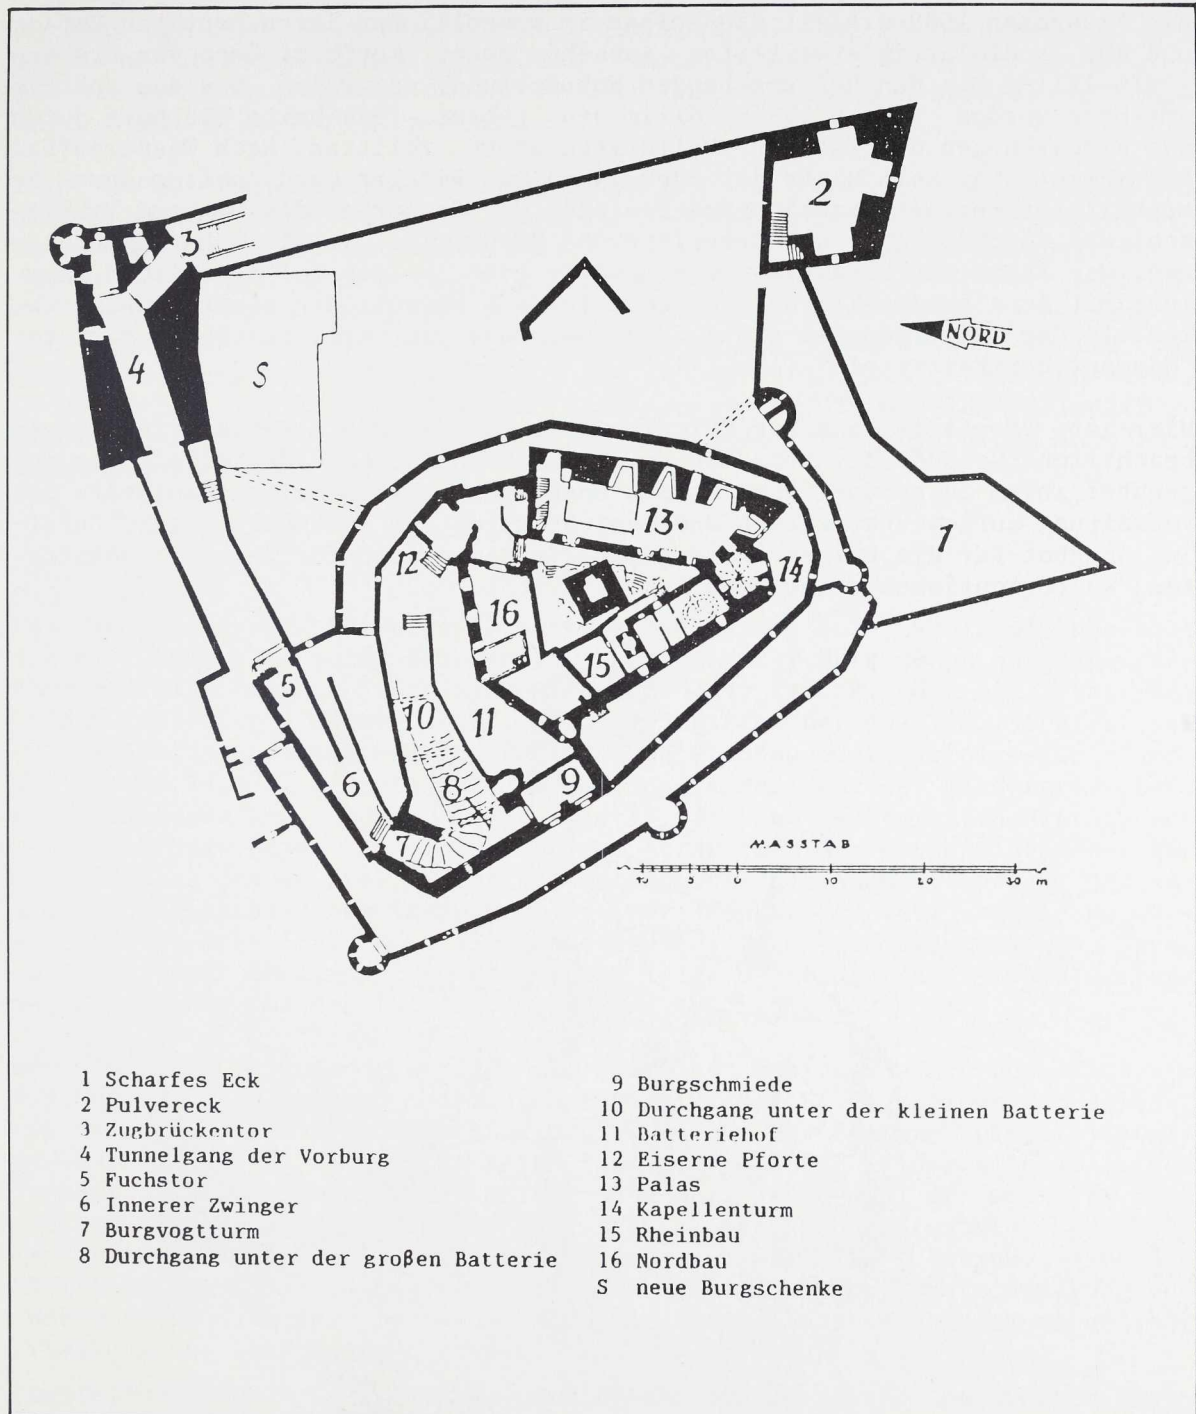 2
3
NORD
4
S
13.
1
12
14
16
5
15
10
11
6
8
9
7
MASSTAB
10 5 0 10 20 30 m
1 Scharfes Eck
2 Pulvereck
3 Zugbrückentor
4 Tunnelgang der Vorburg
5 Fuchstor
6 Innerer Zwinger
7 Burgvogtturm
8 Durchgang unter der großen Batterie
9 Burgschmiede
10 Durchgang unter der kleinen Batterie
11 Batteriehof
12 Eiserne Pforte
13 Palas
14 Kapellenturm
15 Rheinbau
16 Nordbau
S neue Burgschenke